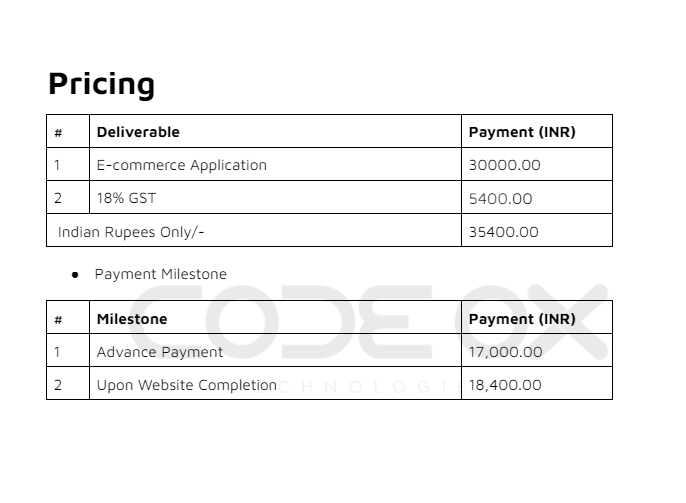 Pricing
# Deliverable Payment (INR)
1 E-commerce Application 30000.00
2 18% GST 5400.00
Indian Rupees Only/- 35400.00
● Payment Milestone
CODE OX
# Milestone Payment (INR)
1 Advance Payment 17,000.00
2 Upon Website Completion 18,400.00
CHNOLOGI